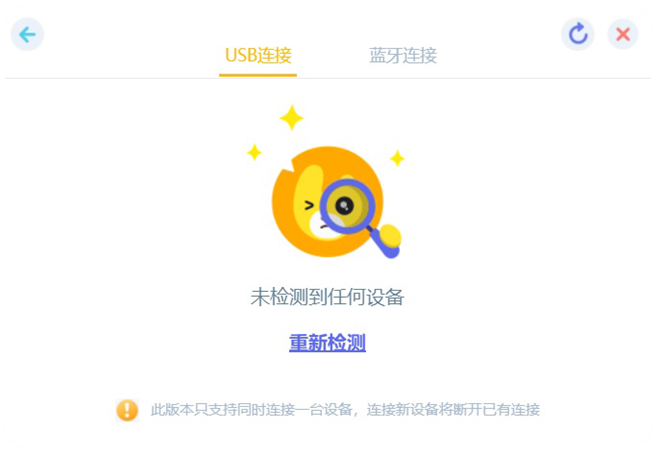 USB连接 蓝牙连接
未检测到任何设备
重新检测
此版本只支持同时连接一台设备，连接新设备将断开已有连接